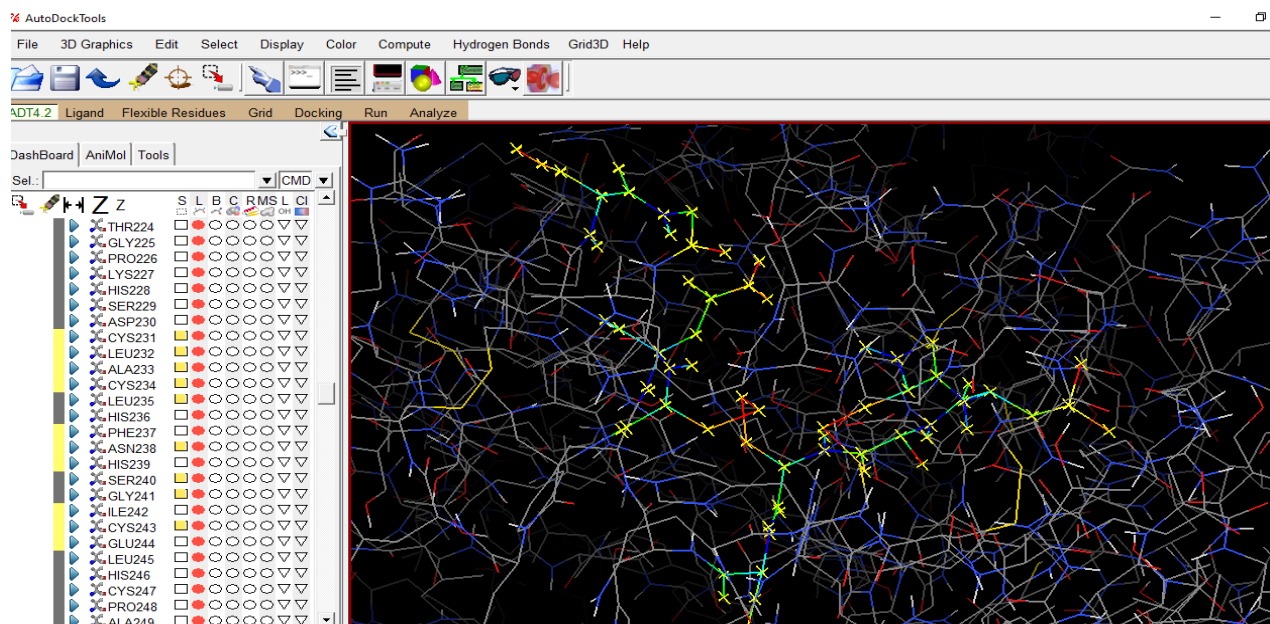 AutoDockTools
File 3D Graphics Edit Select Display Color Compute Hydrogen Bonds Grid3D Help
ADT4.2 Ligand Flexible Residues Grid Docking Run Analyze
DashBoard AniMol Tools
Sel.: CMD
Z Z S L B C R MS L Cl
THR224
GLY225
PRO226
LYS227
HIS228
SER229
ASP230
CYS231
LEU232
ALA233
CYS234
LEU235
HIS236
PHE237
ASN238
HIS239
SER240
GLY241
ILE242
CYS243
GLU244
LEU245
HIS246
CYS247
PRO248
ALA249